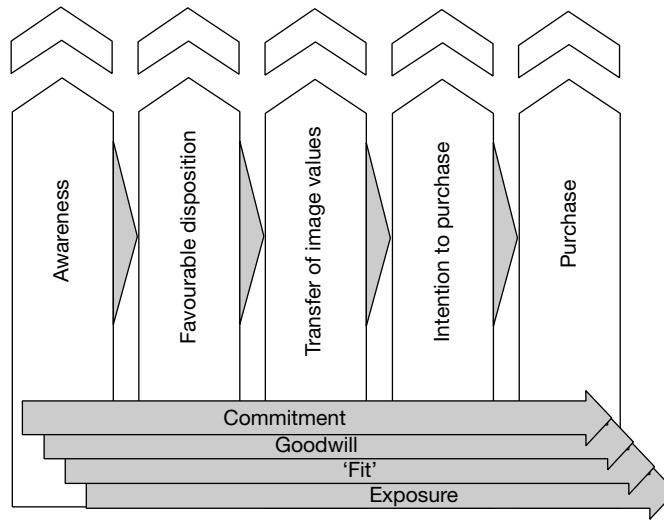 Awareness
Favourable disposition
Transfer of image values
Intention to purchase
Purchase
Commitment
Goodwill
‘Fit’
Exposure